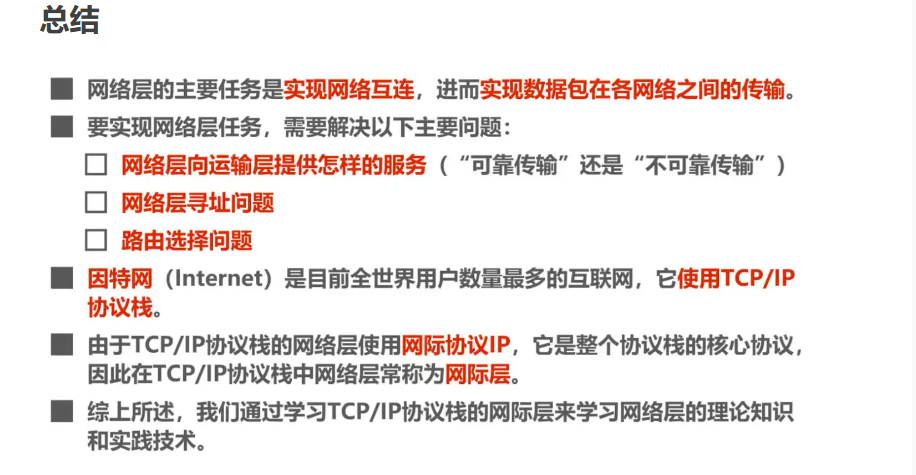 总结
网络层的主要任务是实现网络互连，进而实现数据包在各网络之间的传输。
要实现网络层任务，需要解决以下主要问题：
网络层向运输层提供怎样的服务（“可靠传输”还是“不可靠传输”）
网络层寻址问题
路由选择问题
因特网（Internet）是目前全世界用户数量最多的互联网，它使用TCP/IP
协议栈。
由于TCP/IP协议栈的网络层使用网际协议IP，它是整个协议栈的核心协议，
因此在TCP/IP协议栈中网络层常称为网际层。
综上所述，我们通过学习TCP/IP协议栈的网际层来学习网络层的理论知识
和实践技术。